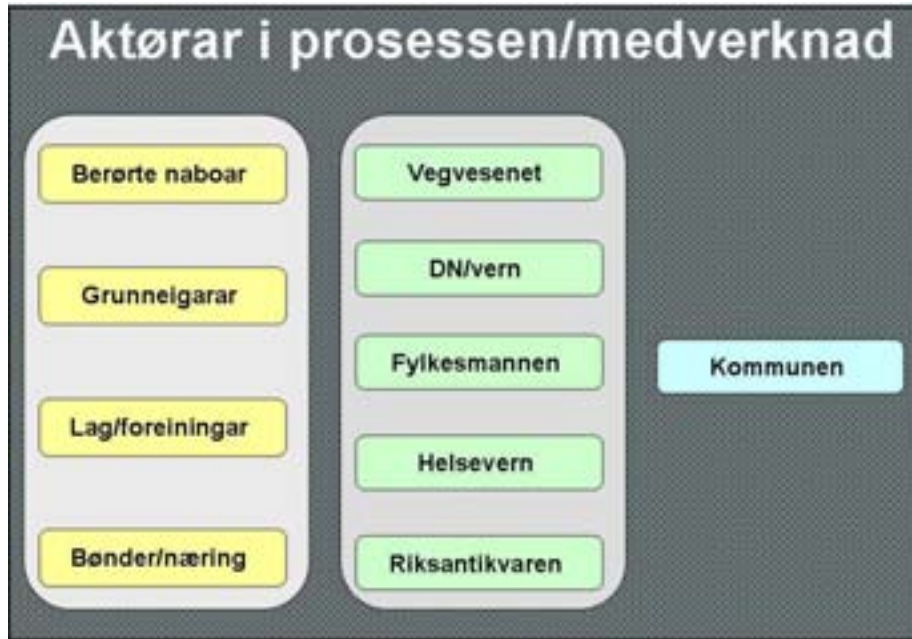 Aktørar i prosessen/medverknad
Berørte naboar
Grunneigarar
Lag/foreiningar
Bønder/næring
Vegvesenet
DN/vern
Fylkesmannen
Helsevern
Riksantikvaren
Kommunen